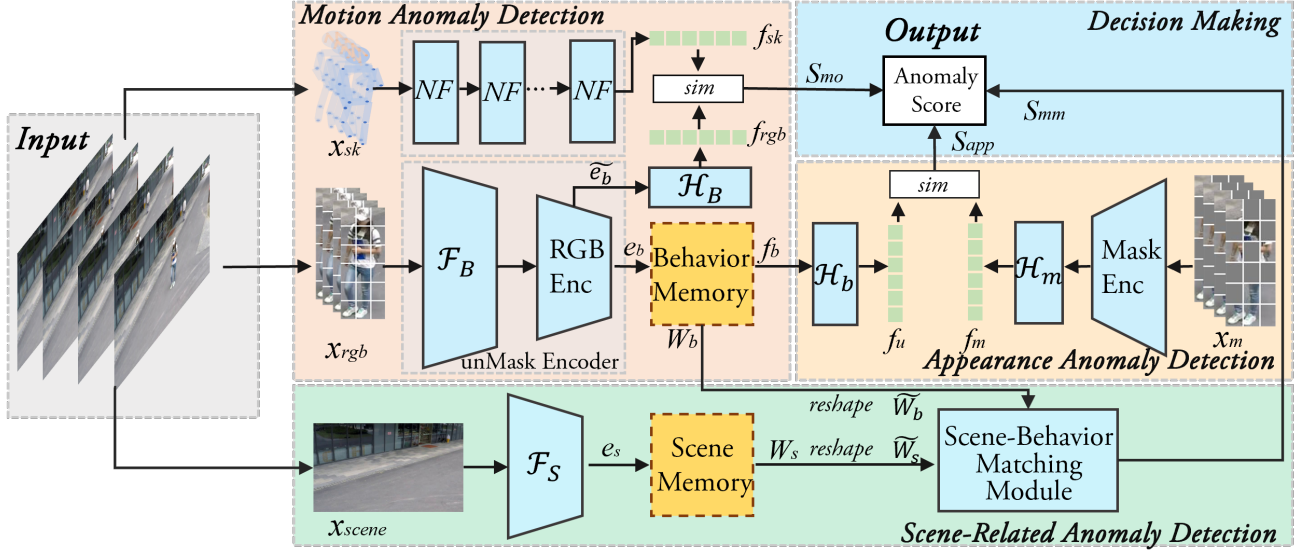 Motion Anomaly Detection
Decision Making
Output
Input
x_sk
NF
NF
...
NF
f_sk
sim
f_rgb
S_mo
Anomaly
Score
S_mm
S_app
x_rgb
ℱ_B
RGB
Enc
ẽ_b
ℋ_B
e_b
Behavior
Memory
f_b
W_b
unMask Encoder
sim
ℋ_b
f_u
f_m
ℋ_m
Mask
Enc
x_m
Appearance Anomaly Detection
reshape W̃_b
x_scene
ℱ_S
e_s
Scene
Memory
W_s reshape W̃_s
Scene-Behavior
Matching
Module
Scene-Related Anomaly Detection